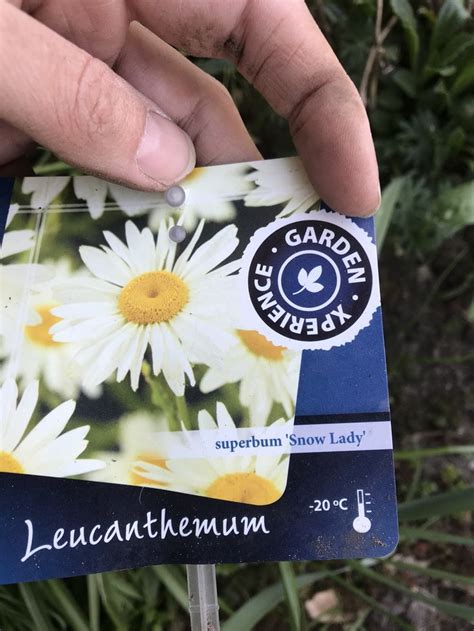 GARDEN
XPERIENCE
superbum 'Snow Lady'
-20 ºC
Leucanthemum